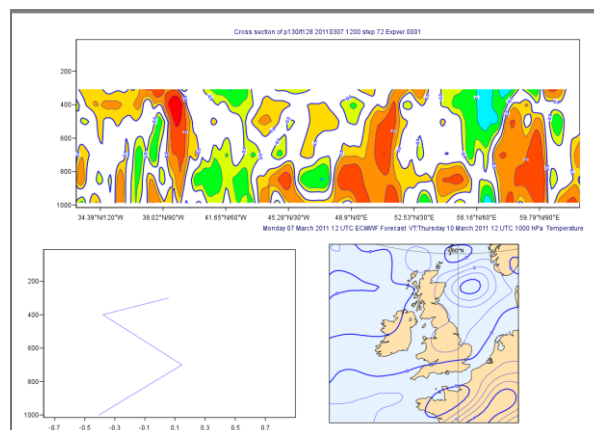 Cross section of p130/t128 20110307 1200 step 72 Expver 0001
200
400
600
800
1000
34.39°N/120°W 38.02°N/90°W 41.65°N/60°W 45.28°N/30°W 49.9°N/0° 52.53°N/30°E 56.16°N/60°E 59.79°N/90°E
Monday 07 March 2011 12 UTC ECMWF Forecast VT:Thursday 10 March 2011 12 UTC 1000 hPa Temperature
200
400
600
800
1000
-0.7 -0.5 -0.3 -0.1 0.1 0.3 0.5 0.7